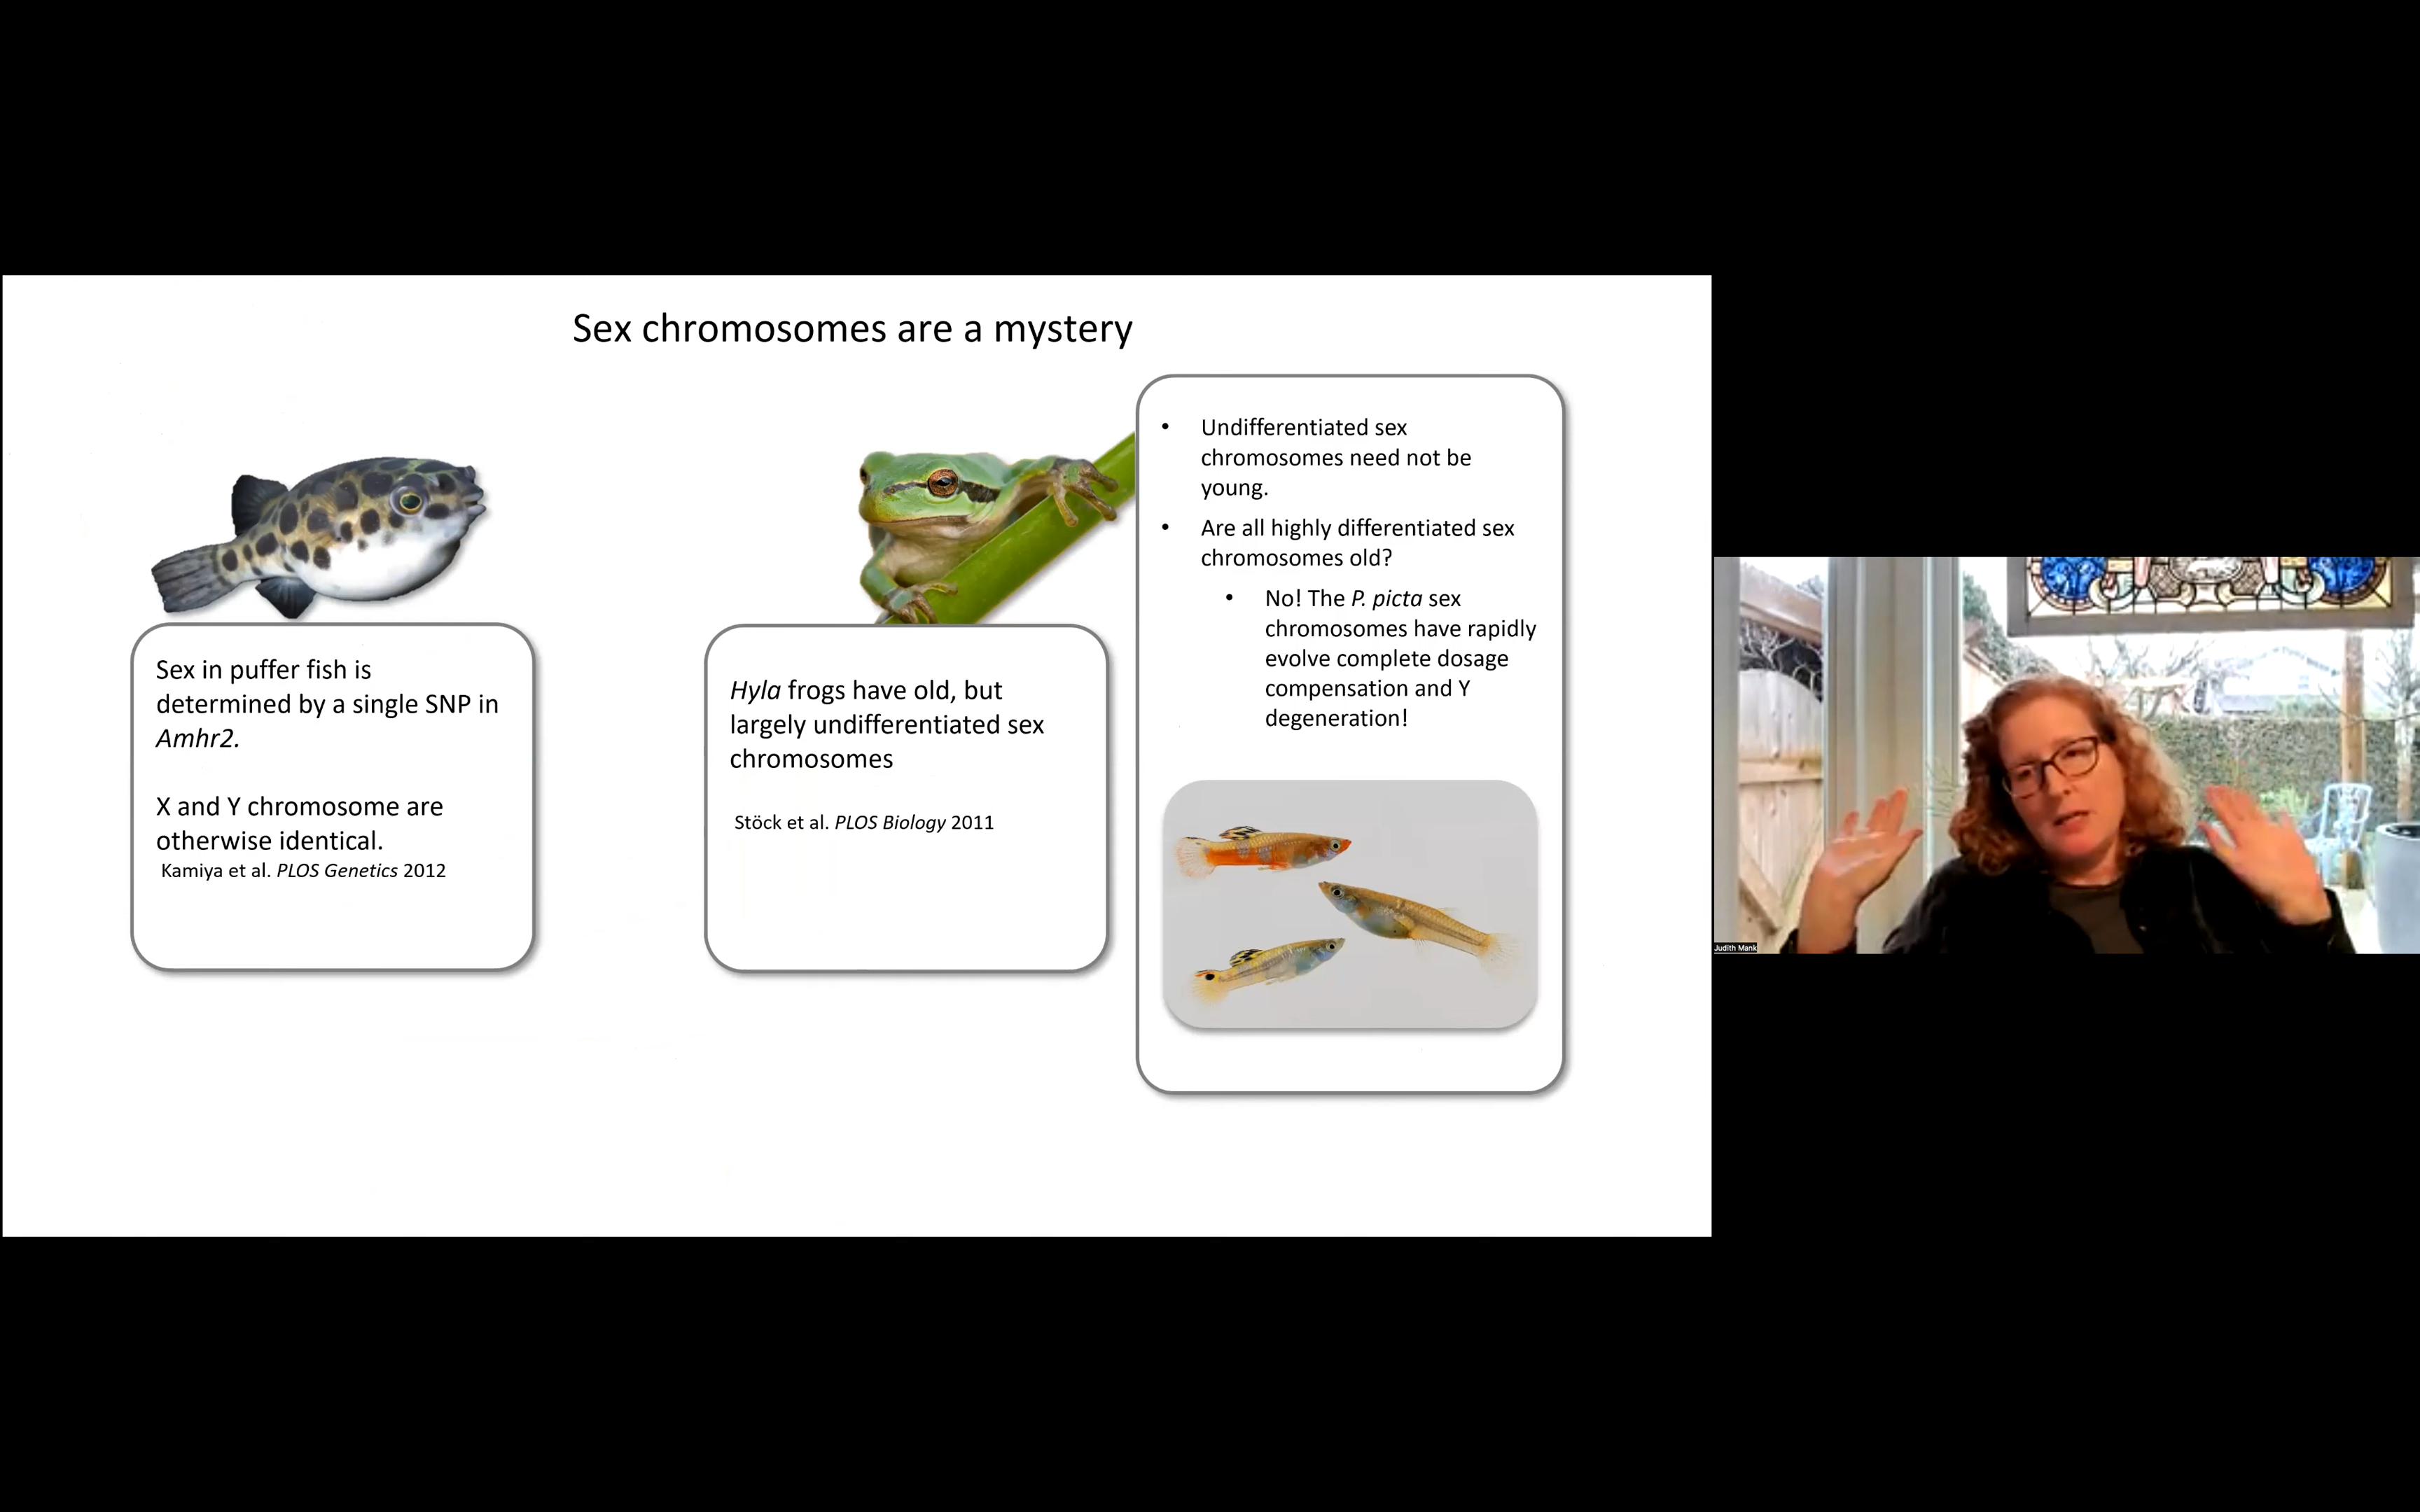 Sex chromosomes are a mystery
Sex in puffer fish is
determined by a single SNP in
Amhr2.
X and Y chromosome are
otherwise identical.
Kamiya et al. PLOS Genetics 2012
Hyla frogs have old, but
largely undifferentiated sex
chromosomes
Stöck et al. PLOS Biology 2011
• Undifferentiated sex
chromosomes need not be
young.
• Are all highly differentiated sex
chromosomes old?
• No! The P. picta sex
chromosomes have rapidly
evolve complete dosage
compensation and Y
degeneration!
Judith Mank